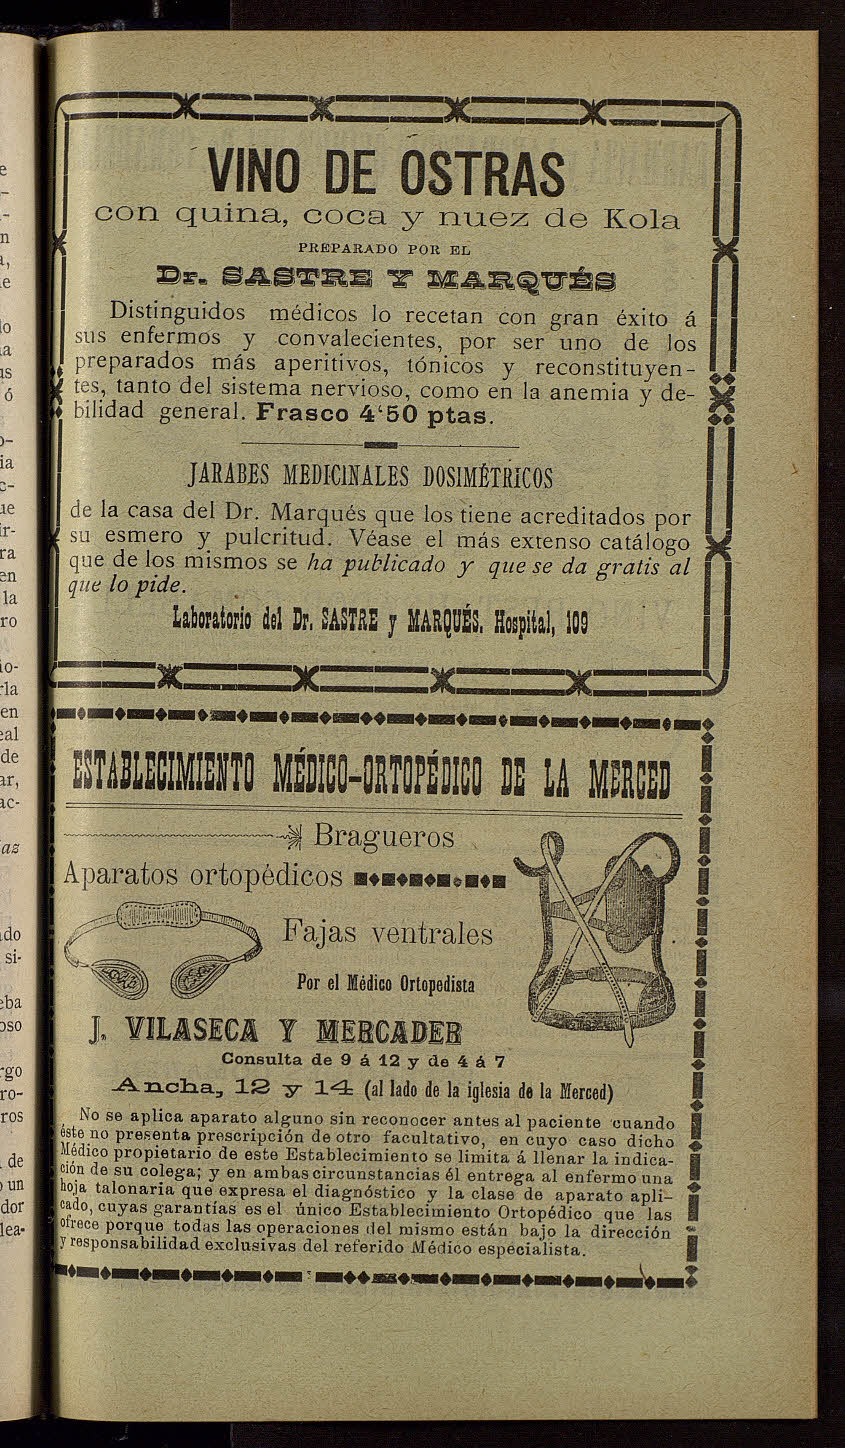 VINO DE OSTRAS
con quina, coca y nuez de Kola
PREPARADO POR EL
Dr. SASTRE Y MARQUÉS
Distinguidos médicos lo recetan con gran éxito á
sus enfermos y convalecientes, por ser uno de los
preparados más aperitivos, tónicos y reconstituyen-
tes, tanto del sistema nervioso, como en la anemia y de-
bilidad general. Frasco 4'50 ptas.
JARABES MEDICINALES DOSIMÉTRICOS
de la casa del Dr. Marqués que los tiene acreditados por
su esmero y pulcritud. Véase el más extenso catálogo
que de los mismos se ha publicado y que se da gratis al
que lo pide.
Laboratorio del Dr. SASTRE y MARQUÉS. Hospital, 109
ESTABLECIMIENTO MÉDICO-ORTOPÉDICO DE LA MERCED
Bragueros
Aparatos ortopédicos
Fajas ventrales
Por el Médico Ortopedista
J. VILASECA Y MERCADER
Consulta de 9 á 12 y de 4 á 7
Ancha, 12 y 14 (al lado de la iglesia de la Merced)
No se aplica aparato alguno sin reconocer antes al paciente cuando
éste no presenta prescripción de otro facultativo, en cuyo caso dicho
Médico propietario de este Establecimiento se limita á llenar la indica-
ción de su colega; y en ambas circunstancias él entrega al enfermo una
hoja talonaria que expresa el diagnóstico y la clase de aparato apli-
cado, cuyas garantías es el único Establecimiento Ortopédico que las
ofrece porque todas las operaciones del mismo están bajo la dirección
y responsabilidad exclusivas del referido Médico especialista.